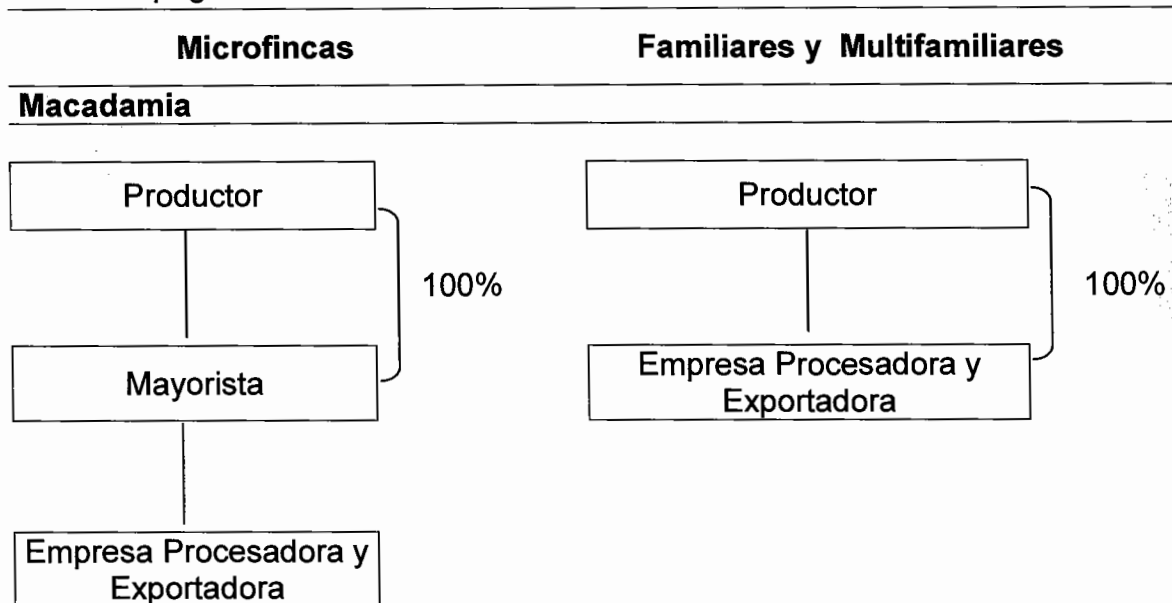 Microfincas Familiares y Multifamiliares
Macadamia
Productor Productor
100% 100%
Mayorista
Empresa Procesadora y
Exportadora
Empresa Procesadora y
Exportadora